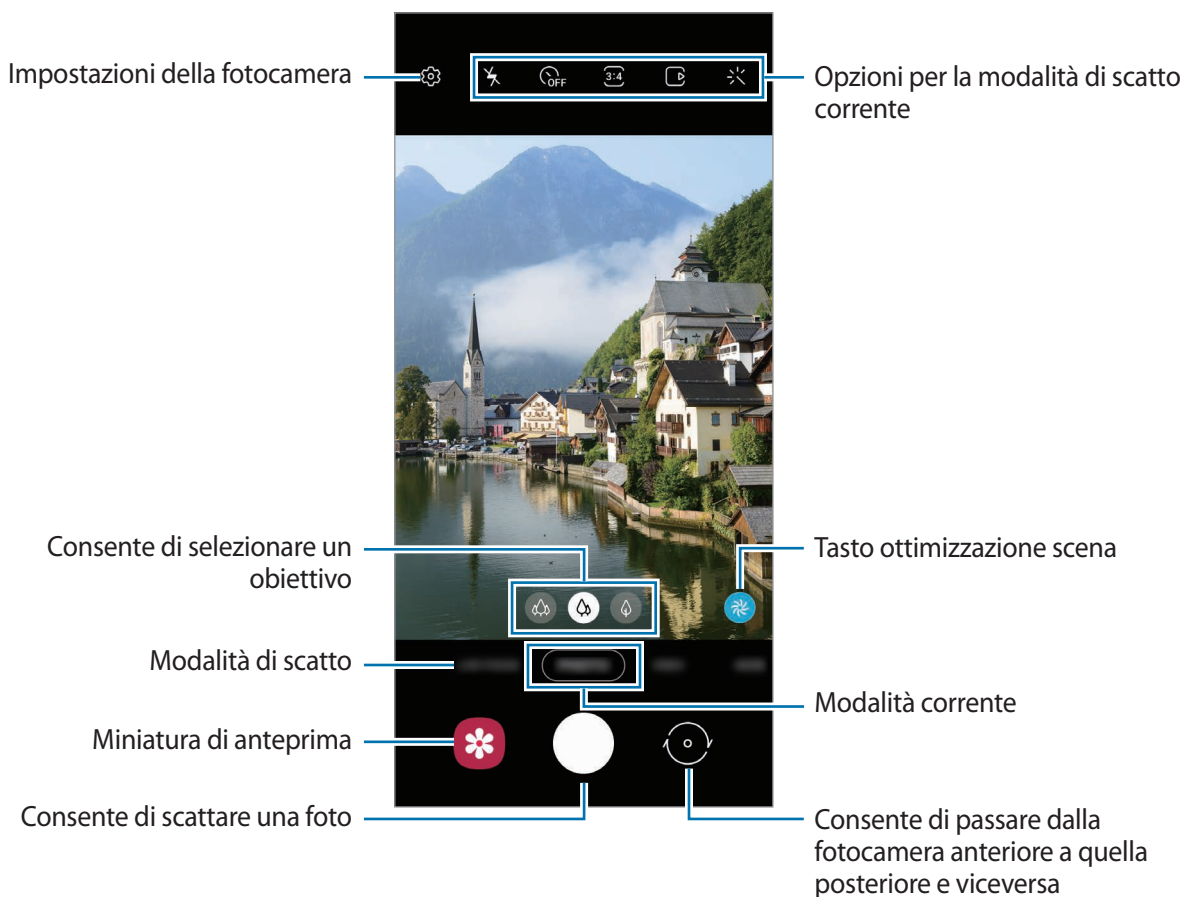 Impostazioni della fotocamera
OFF
3:4
Opzioni per la modalità di scatto
corrente
Consente di selezionare un
obiettivo
Tasto ottimizzazione scena
Modalità di scatto
Modalità corrente
Miniatura di anteprima
Consente di scattare una foto
Consente di passare dalla
fotocamera anteriore a quella
posteriore e viceversa